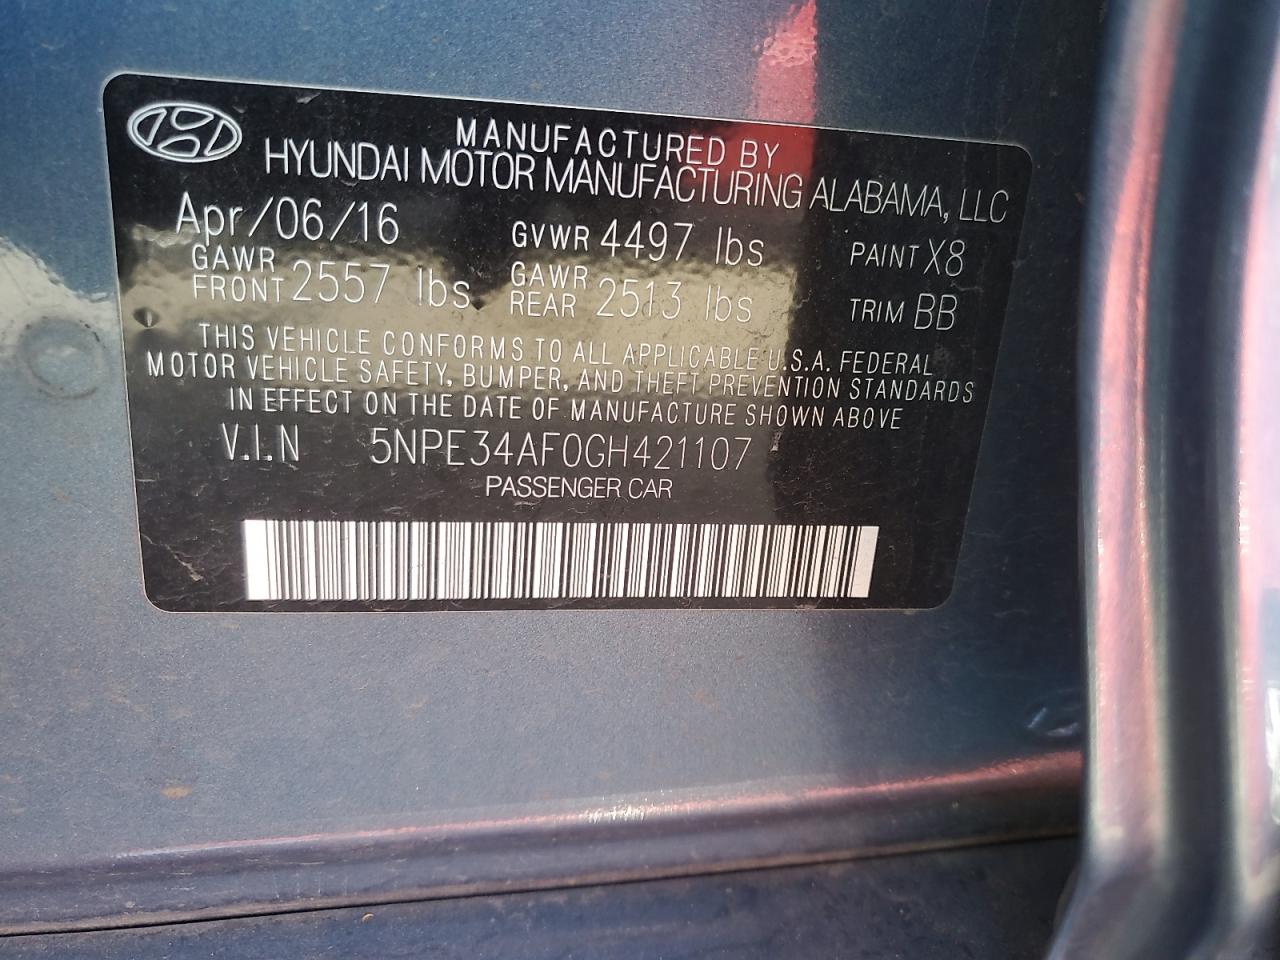 MANUFACTURED BY
HYUNDAI MOTOR MANUFACTURING ALABAMA, LLC
Apr/06/16 GVWR 4497 lbs PAINT X8
GAWR FRONT 2557 lbs GAWR REAR 2513 lbs TRIM BB
THIS VEHICLE CONFORMS TO ALL APPLICABLE U.S.A. FEDERAL
MOTOR VEHICLE SAFETY, BUMPER, AND THEFT PREVENTION STANDARDS
IN EFFECT ON THE DATE OF MANUFACTURE SHOWN ABOVE
V.I.N 5NPE34AF0GH421107
PASSENGER CAR